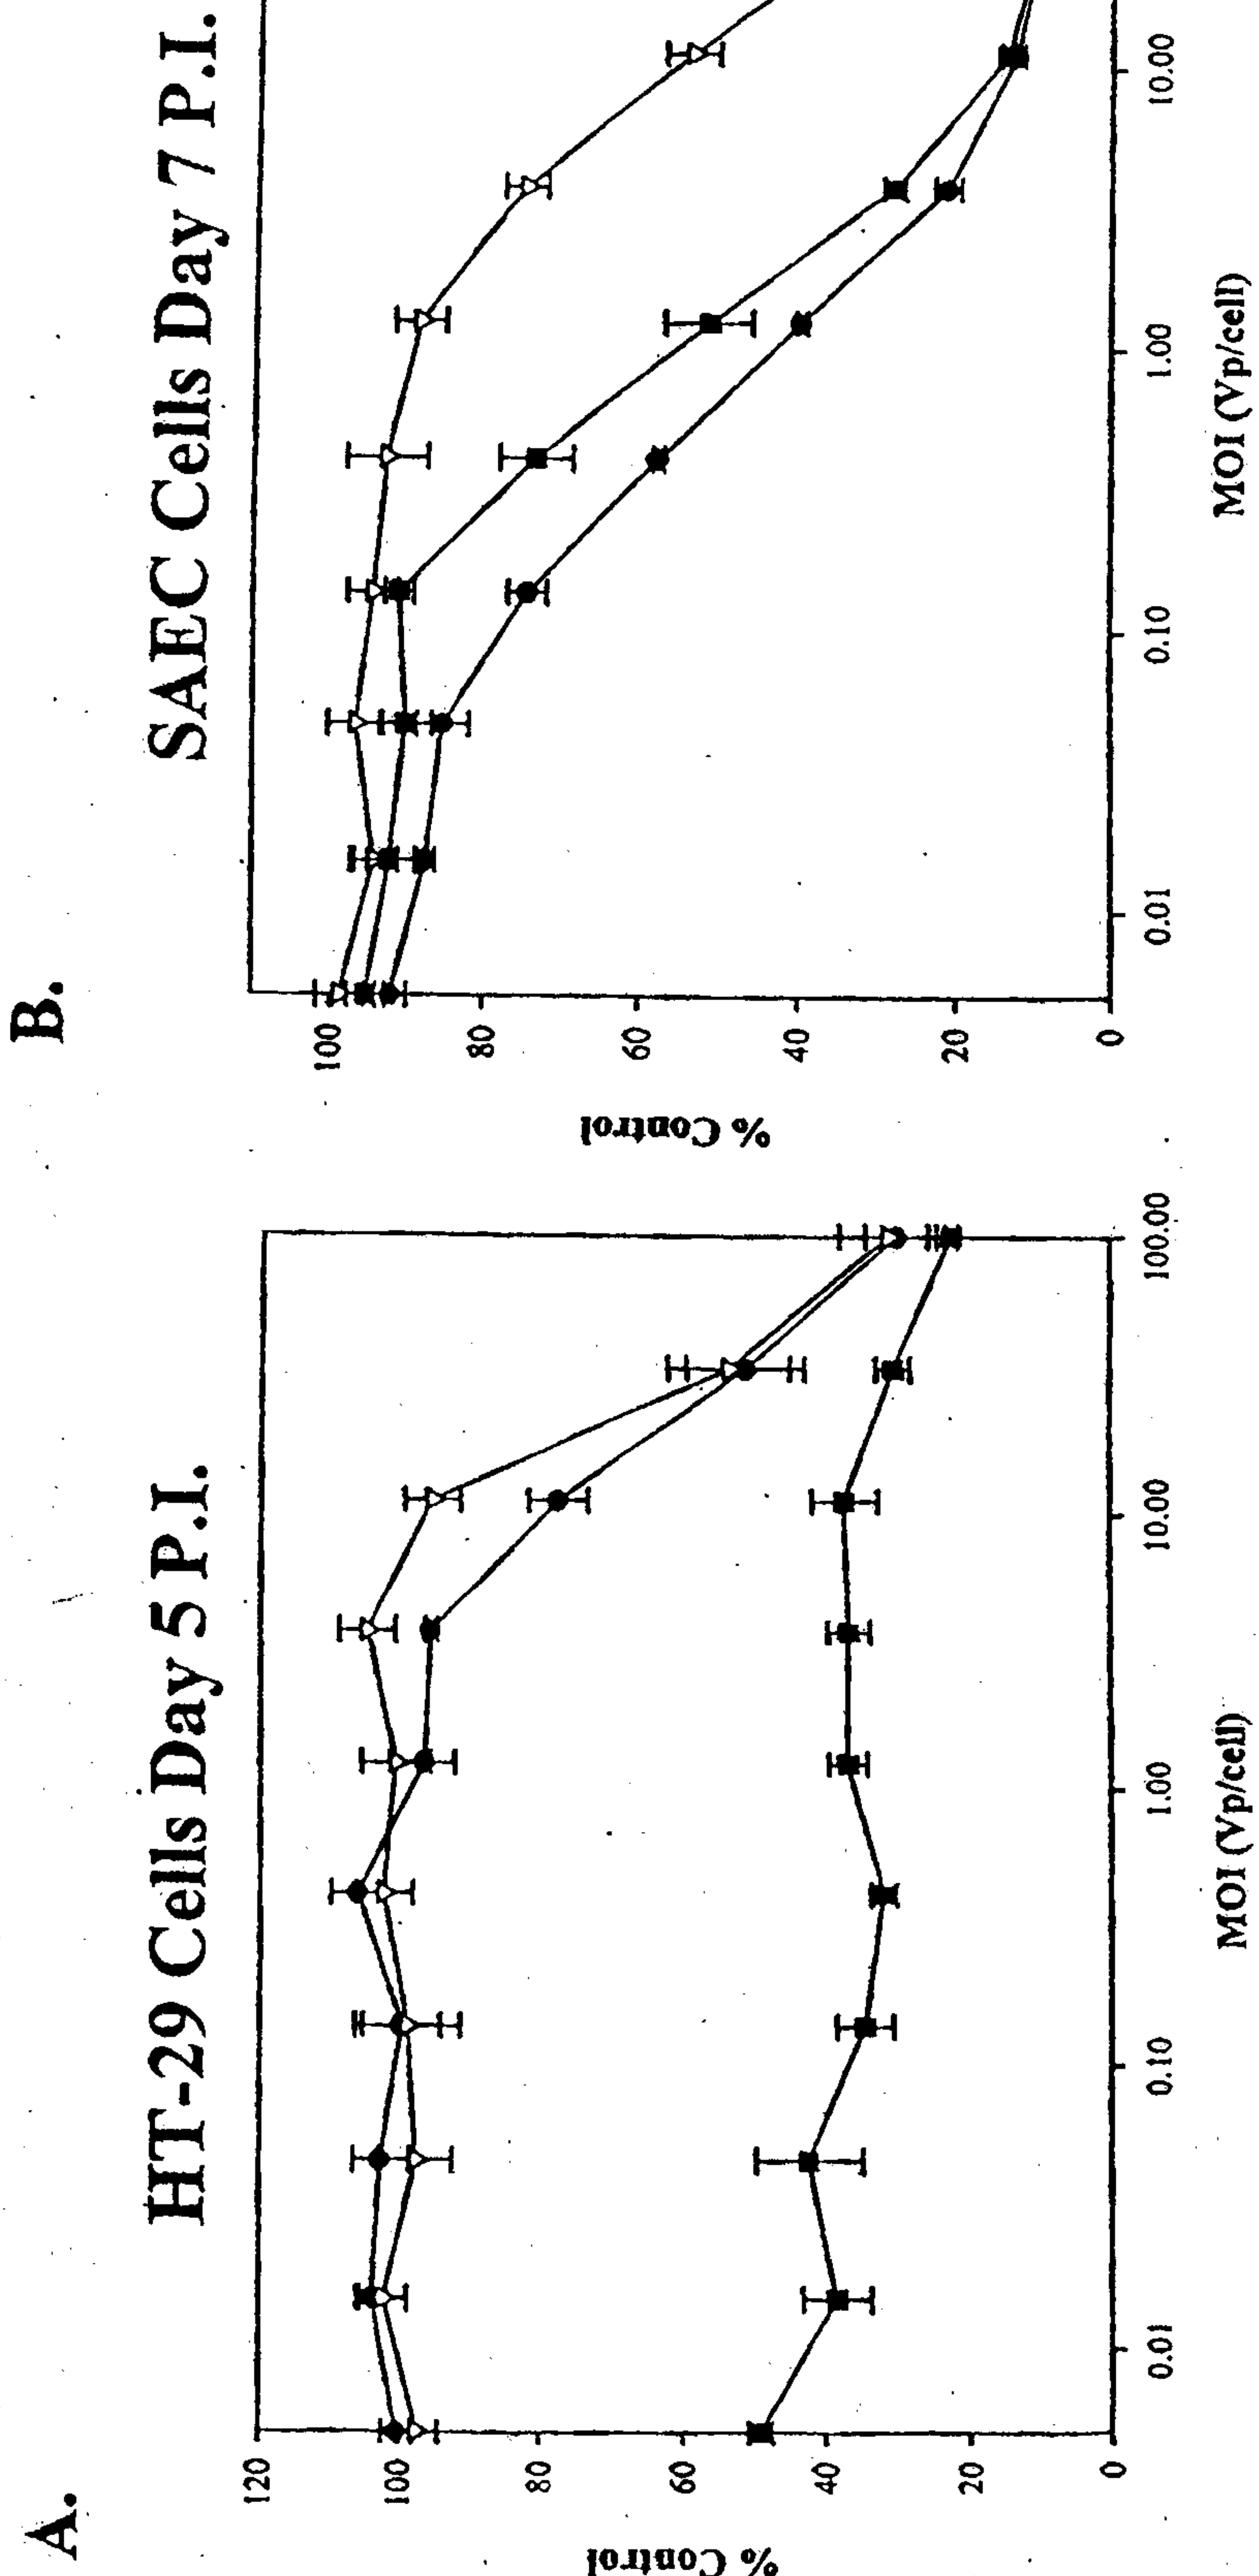 A.
HT-29 Cells Day 5 P.I.
% Control
120
100
80
60
40
20
0
0.01
0.10
1.00
10.00
100.00
MOI (Vp/cell)
B.
SAEC Cells Day 7 P.I.
% Control
100
80
60
40
20
0
0.01
0.10
1.00
10.00
MOI (Vp/cell)